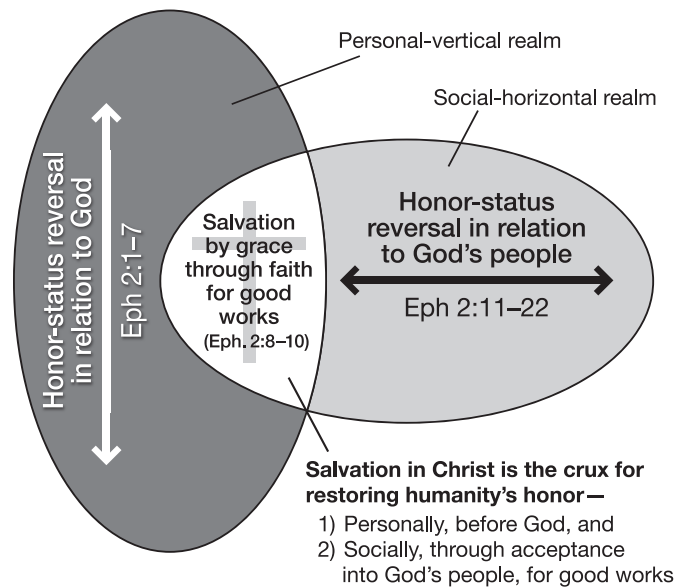 Personal-vertical realm
Social-horizontal realm
Honor-status reversal
in relation to God
Eph 2:1–7
Salvation
by grace
through faith
for good
works
(Eph. 2:8–10)
Honor-status
reversal in relation
to God’s people
Eph 2:11–22
Salvation in Christ is the crux for
restoring humanity’s honor—
1) Personally, before God, and
2) Socially, through acceptance
into God’s people, for good works